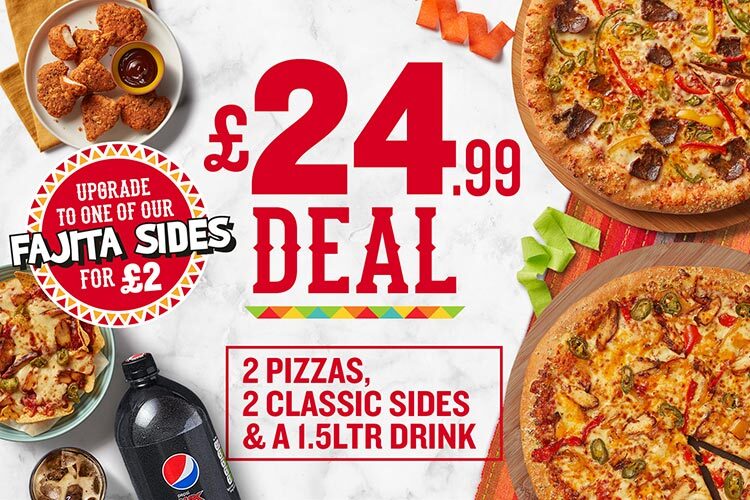 £24.99
DEAL
UPGRADE
TO ONE OF OUR
FAJITA SIDES
FOR £2
2 PIZZAS,
2 CLASSIC SIDES
& A 1.5LTR DRINK